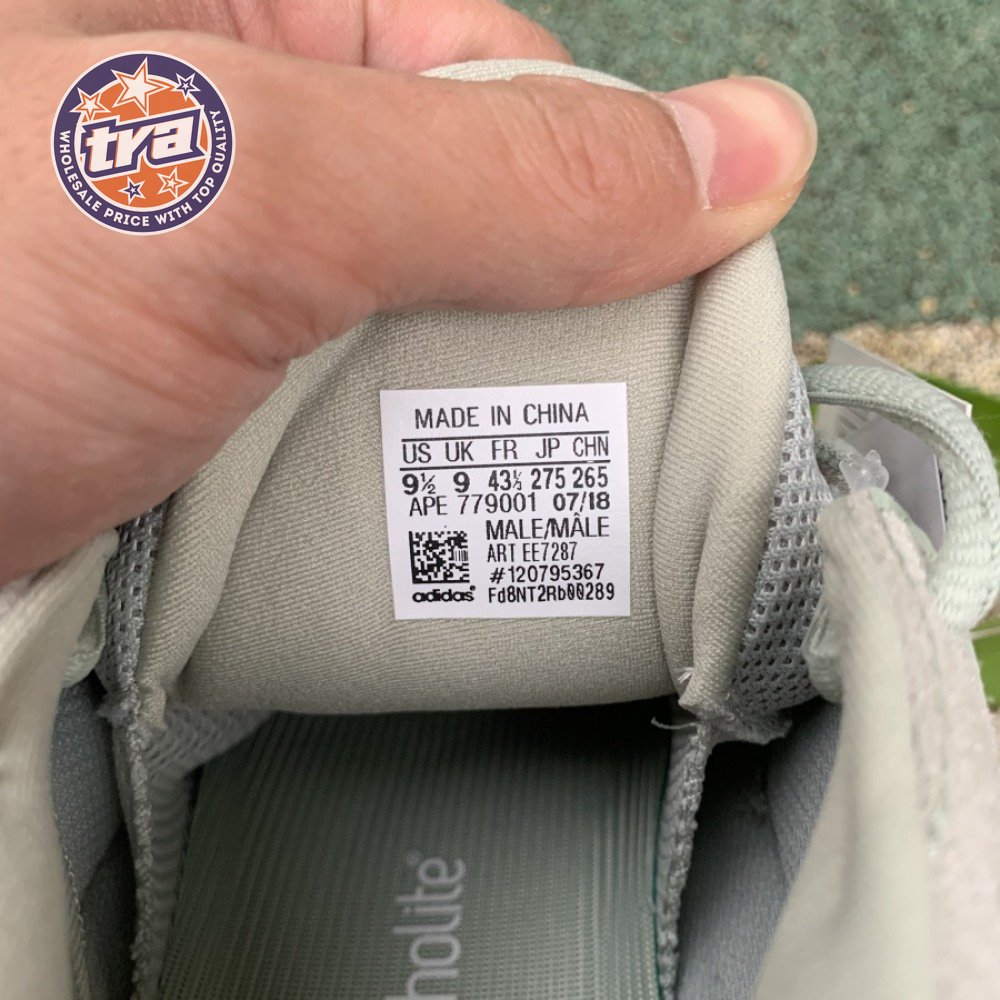 tra
WHOLESALE PRICE WITH TOP QUALITY
MADE IN CHINA
US UK FR JP CHN
9½ 9 43⅓ 275 265
APE 779001 07/18
MALE/MÂLE
ART EE7287
#120795367
adidas® Fd8NT2Rb00289
holite®